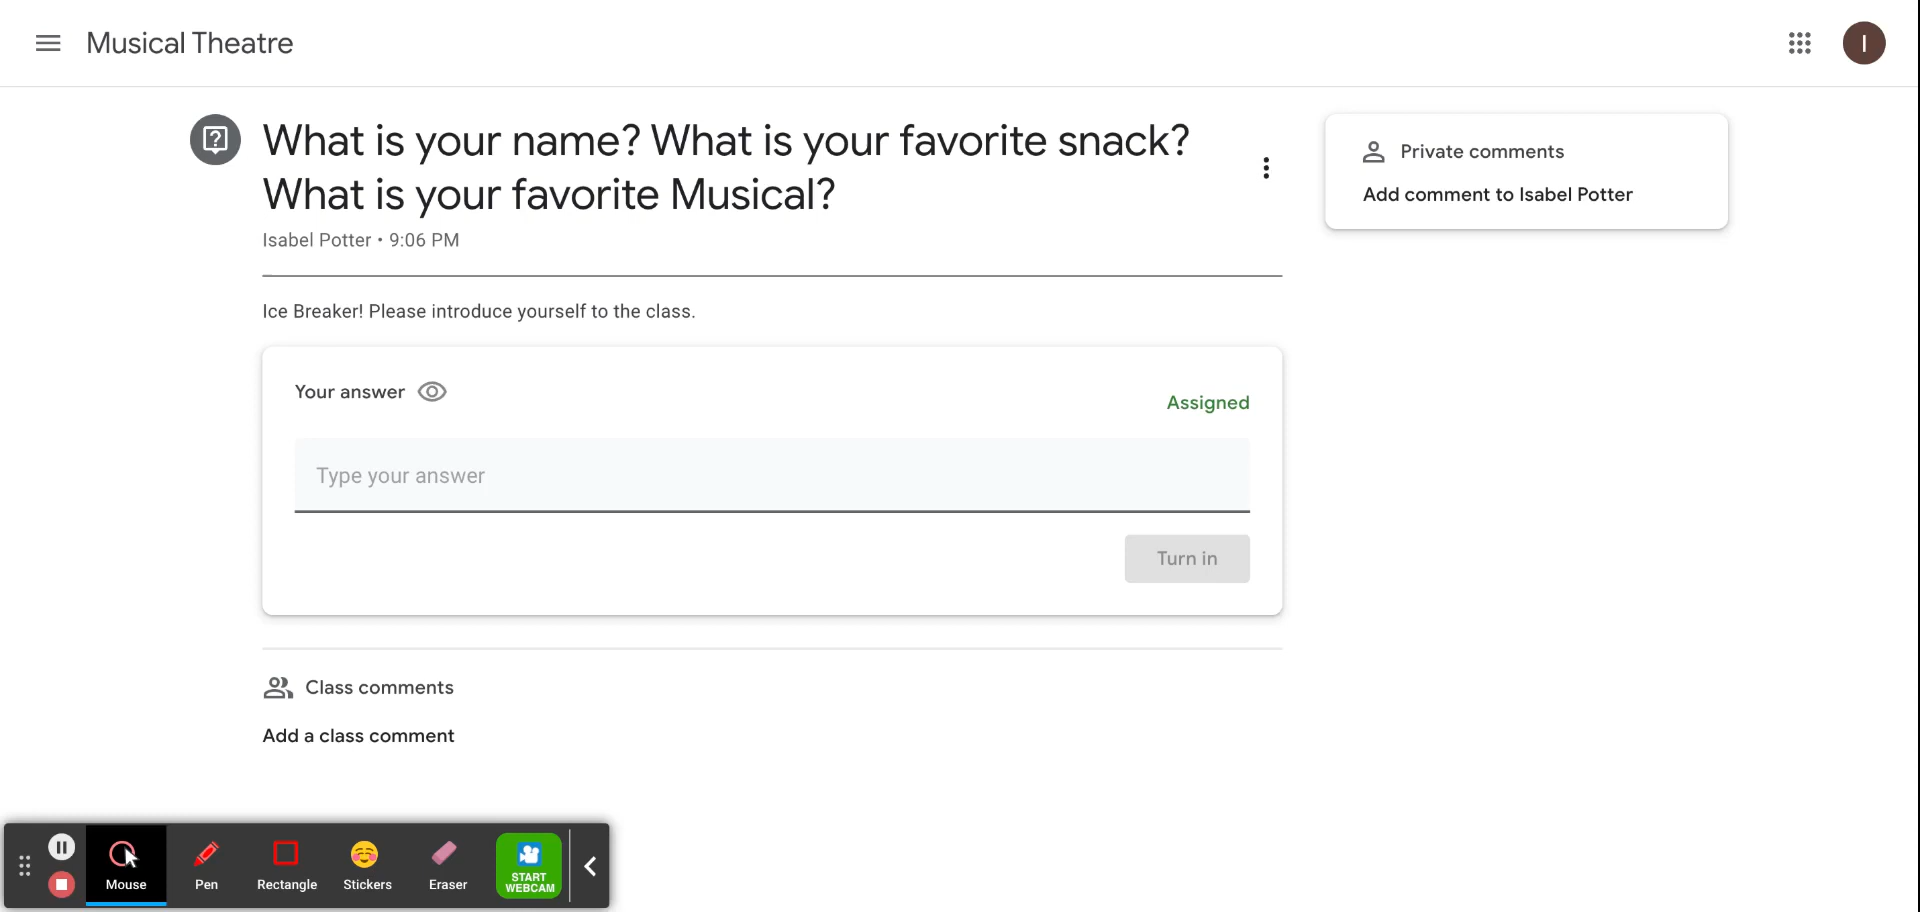 Musical Theatre
I
What is your name? What is your favorite snack?
What is your favorite Musical?
Isabel Potter • 9:06 PM
Private comments
Add comment to Isabel Potter
Ice Breaker! Please introduce yourself to the class.
Your answer
Assigned
Type your answer
Turn in
Class comments
Add a class comment
Mouse
Pen
Rectangle
Stickers
Eraser
START
WEBCAM